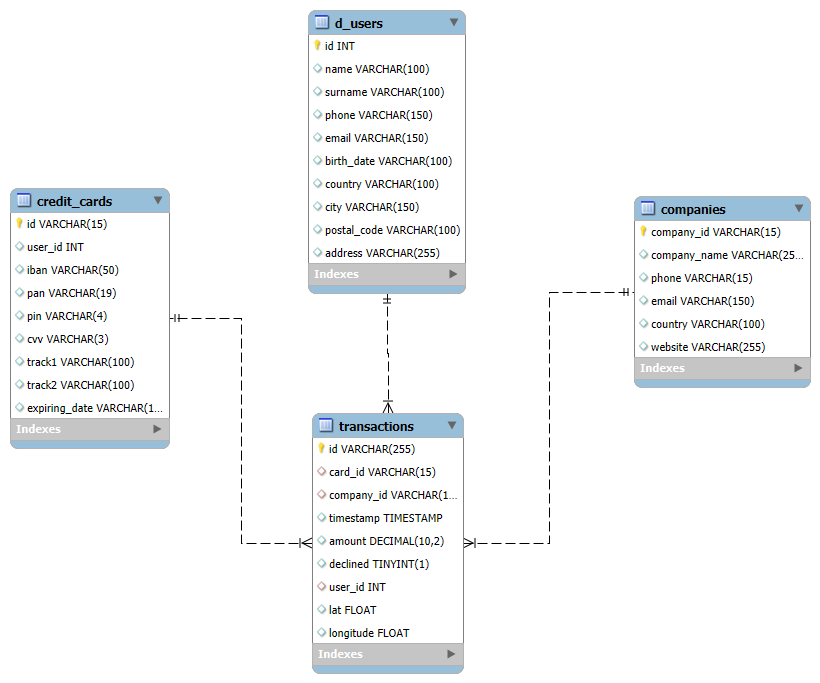 d_users
id INT
name VARCHAR(100)
surname VARCHAR(100)
phone VARCHAR(150)
email VARCHAR(150)
birth_date VARCHAR(100)
country VARCHAR(100)
city VARCHAR(150)
postal_code VARCHAR(100)
address VARCHAR(255)
Indexes
credit_cards
id VARCHAR(15)
user_id INT
iban VARCHAR(50)
pan VARCHAR(19)
pin VARCHAR(4)
cvv VARCHAR(3)
track1 VARCHAR(100)
track2 VARCHAR(100)
expiring_date VARCHAR(1...
Indexes
companies
company_id VARCHAR(15)
company_name VARCHAR(25...
phone VARCHAR(15)
email VARCHAR(150)
country VARCHAR(100)
website VARCHAR(255)
Indexes
transactions
id VARCHAR(255)
card_id VARCHAR(15)
company_id VARCHAR(1...
timestamp TIMESTAMP
amount DECIMAL(10,2)
declined TINYINT(1)
user_id INT
lat FLOAT
longitude FLOAT
Indexes